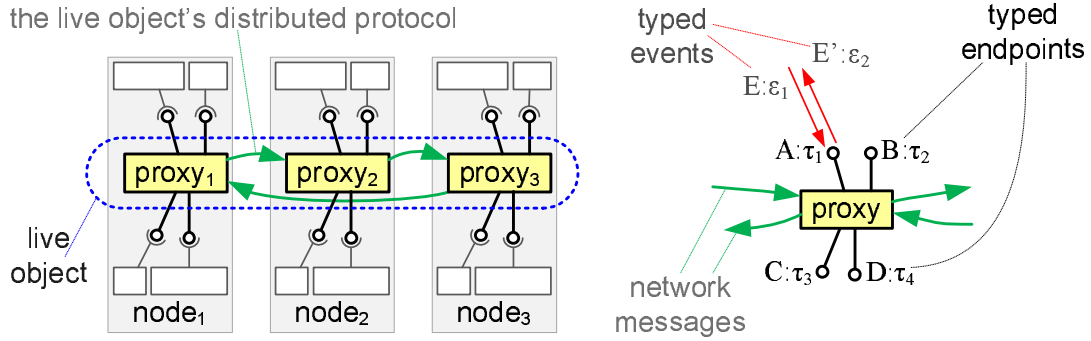 the live object's distributed protocol
proxy₁ proxy₂ proxy₃
live
object
node₁ node₂ node₃
typed
events
typed
endpoints
E':ε₂
E:ε₁
A:τ₁ B:τ₂
proxy
C:τ₃ D:τ₄
network
messages